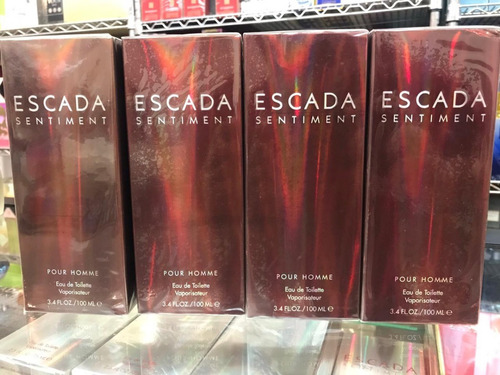 ESCADA
SENTIMENT
POUR HOMME
Eau de Toilette
Vaporisateur
3.4 FL.OZ./100 ML ℮
ESCADA
SENTIMENT
POUR HOMME
Eau de Toilette
Vaporisateur
3.4 FL.OZ./100 ML ℮
ESCADA
SENTIMENT
POUR HOMME
Eau de Toilette
Vaporisateur
3.4 FL.OZ./100 ML ℮
ESCADA
SENTIMENT
POUR HOMME
Eau de Toilette
Vaporisateur
3.4 FL.OZ./100 ML ℮